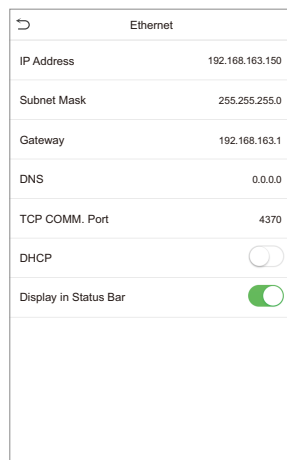 Ethernet
IP Address 192.168.163.150
Subnet Mask 255.255.255.0
Gateway 192.168.163.1
DNS 0.0.0.0
TCP COMM. Port 4370
DHCP
Display in Status Bar